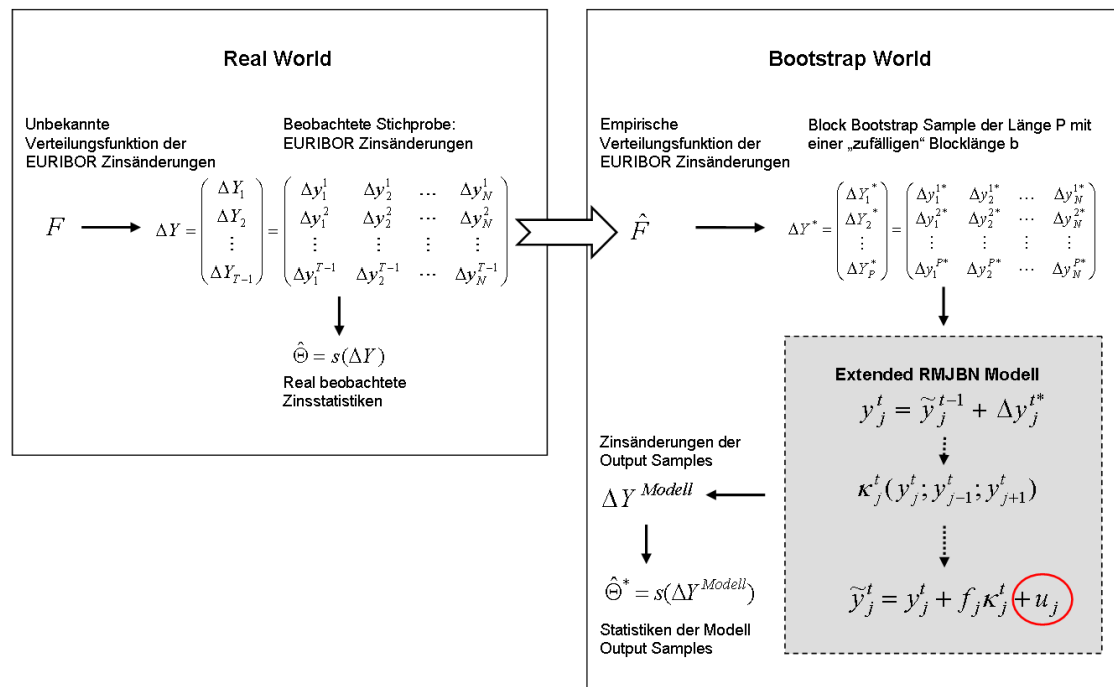 Real World
Unbekannte
Verteilungsfunktion der
EURIBOR Zinsänderungen
Beobachtete Stichprobe:
EURIBOR Zinsänderungen
F
ΔY = (ΔY_1 ΔY_2 ⋮ ΔY_{T-1}) = (
Δy_1^1 Δy_2^1 … Δy_N^1
Δy_1^2 Δy_2^2 … Δy_N^2
⋮ ⋮ ⋮ ⋮
Δy_1^{T-1} Δy_2^{T-1} … Δy_N^{T-1}
)
Θ̂ = s(ΔY)
Real beobachtete
Zinsstatistiken
Bootstrap World
Empirische
Verteilungsfunktion der
EURIBOR Zinsänderungen
Block Bootstrap Sample der Länge P mit
einer „zufälligen“ Blocklänge b
F̂
ΔY* = (ΔY_1* ΔY_2* ⋮ ΔY_P*) = (
Δy_1^{1*} Δy_2^{1*} … Δy_N^{1*}
Δy_1^{2*} Δy_2^{2*} … Δy_N^{2*}
⋮ ⋮ ⋮ ⋮
Δy_1^{P*} Δy_2^{P*} … Δy_N^{P*}
)
Extended RMJBN Modell
y_j^t = ỹ_j^{t-1} + Δy_j^{t*}
κ_j^t(y_j^t; y_{j-1}^t; y_{j+1}^t)
ỹ_j^t = y_j^t + f_j κ_j^t + u_j
Zinsänderungen der
Output Samples
ΔY^{Modell}
Θ̂* = s(ΔY^{Modell})
Statistiken der Modell
Output Samples